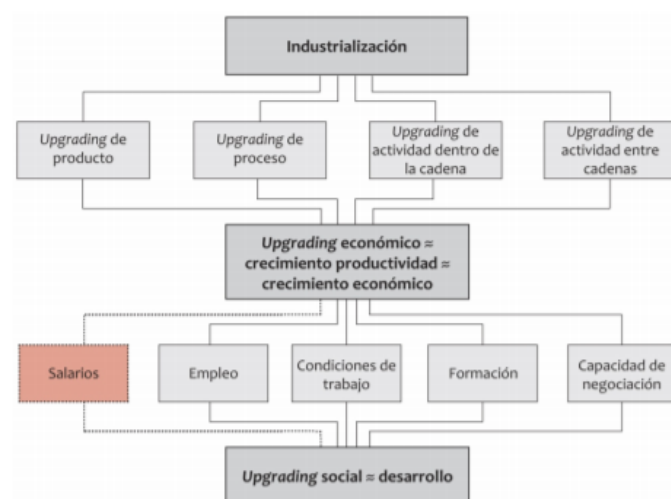 Industrialización
Upgrading de
producto
Upgrading de
proceso
Upgrading de
actividad dentro de
la cadena
Upgrading de
actividad entre
cadenas
Upgrading económico ≈
crecimiento productividad ≈
crecimiento económico
Salarios
Empleo
Condiciones de
trabajo
Formación
Capacidad de
negociación
Upgrading social ≈ desarrollo